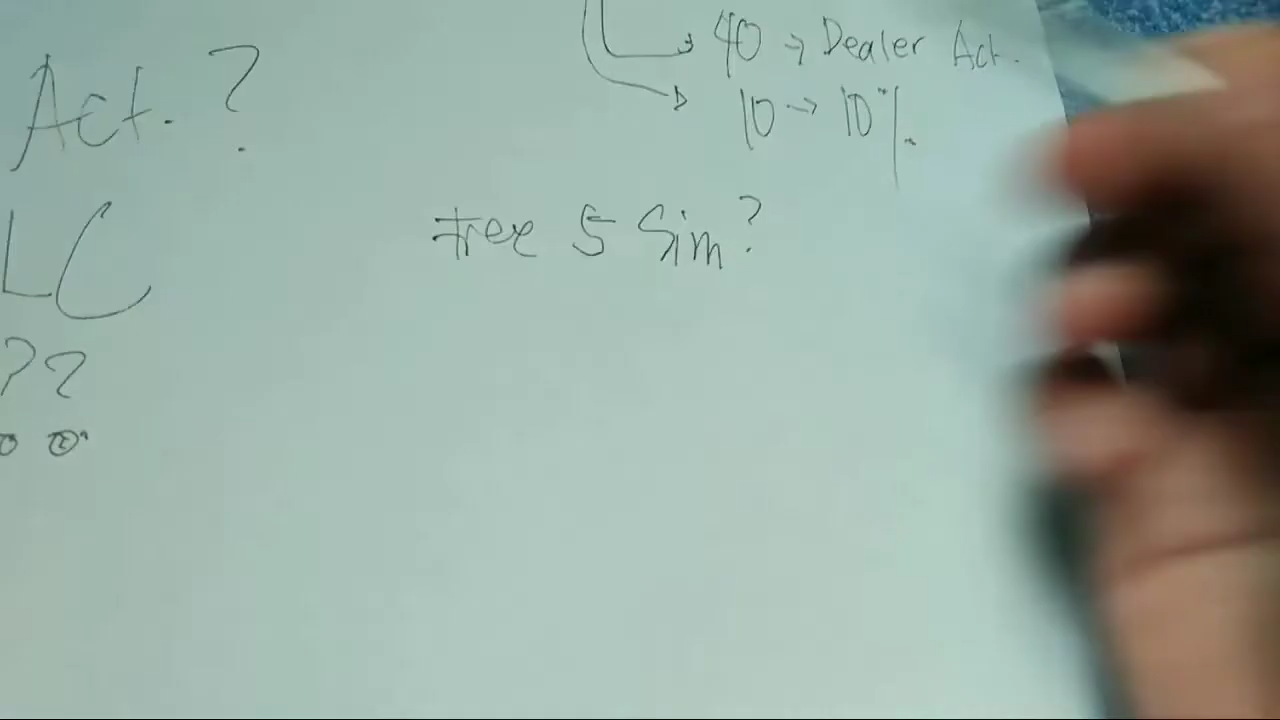 40 → Dealer Act.
10 → 10%.
Act. ?
Free 5 Sim?
LC
??